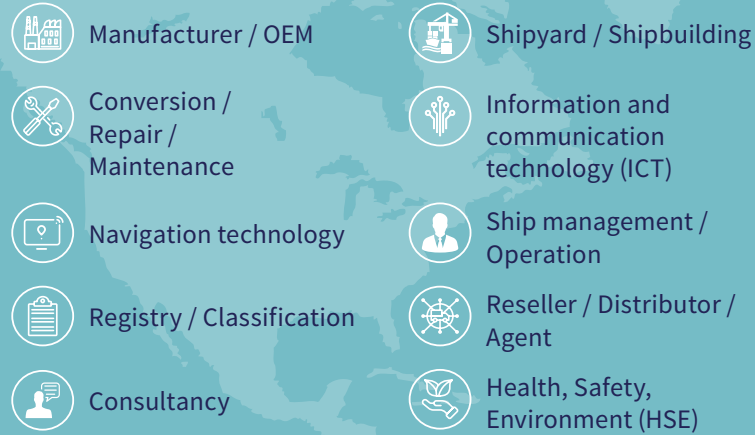 Manufacturer / OEM
Shipyard / Shipbuilding
Conversion /
Repair /
Maintenance
Information and
communication
technology (ICT)
Navigation technology
Ship management /
Operation
Registry / Classification
Reseller / Distributor /
Agent
Consultancy
Health, Safety,
Environment (HSE)